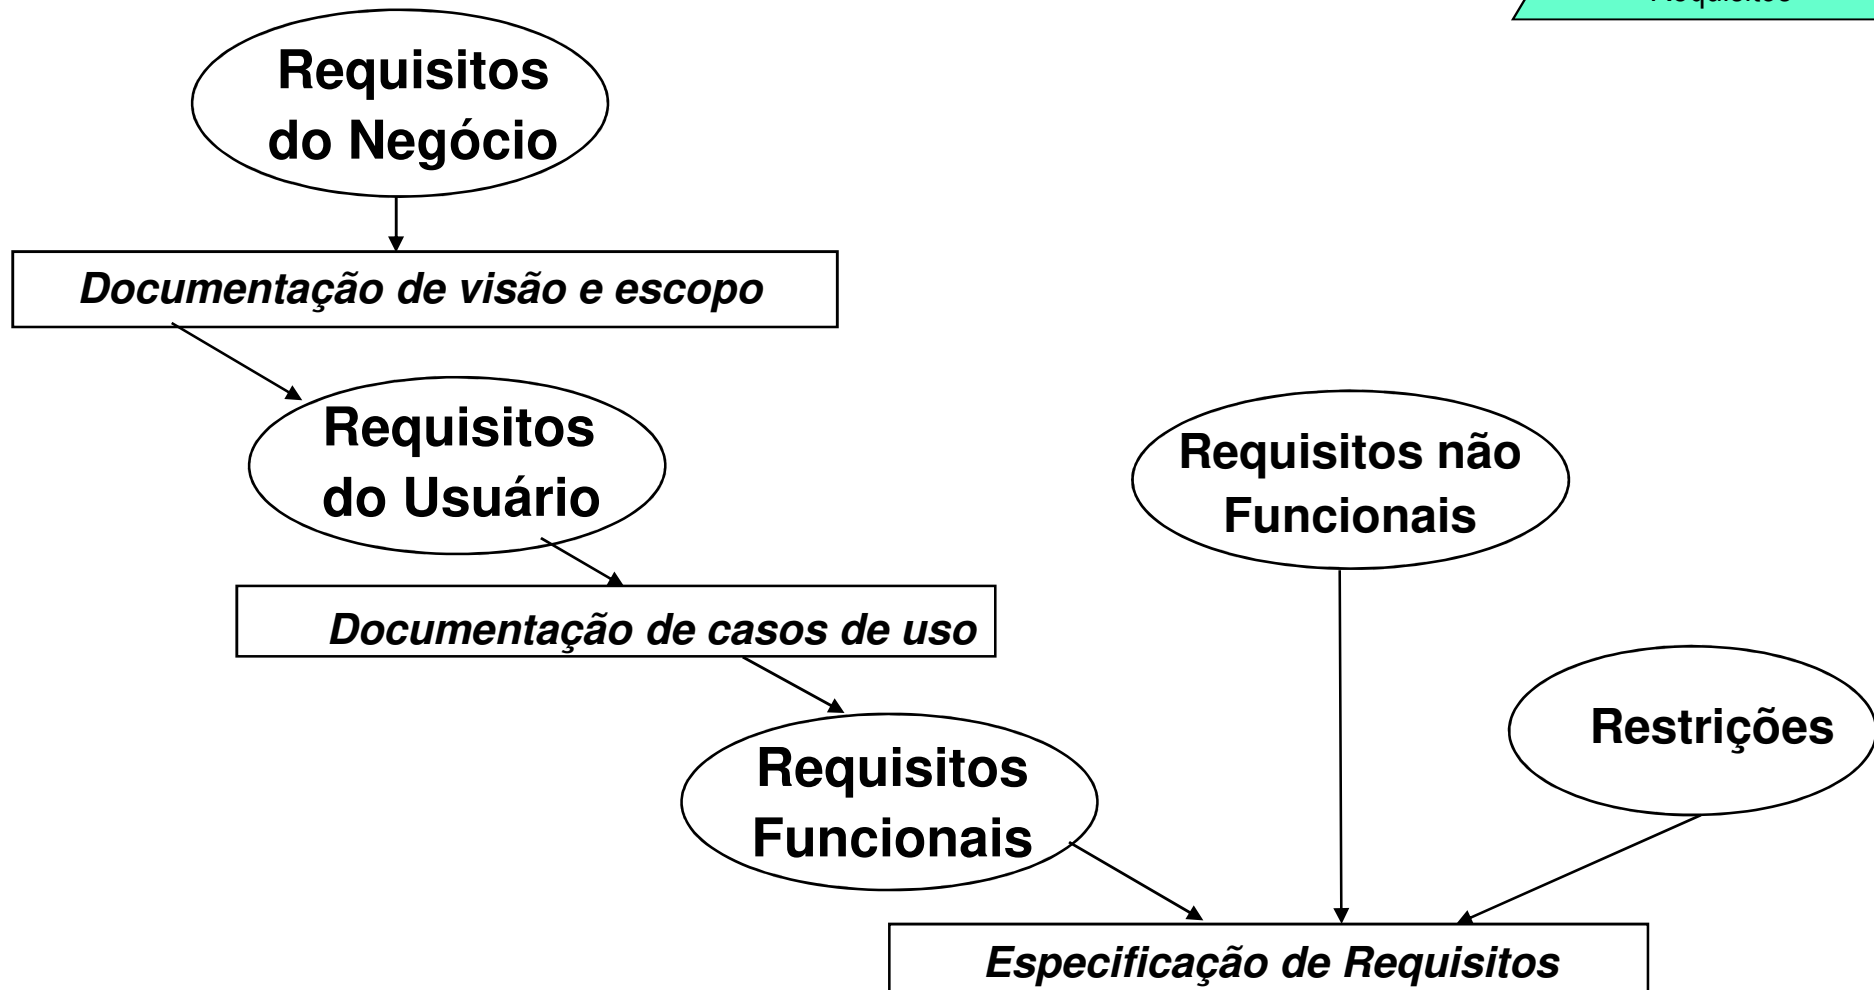 Requisitos
Requisitos
do Negócio
Documentação de visão e escopo
Requisitos
do Usuário
Requisitos não
Funcionais
Documentação de casos de uso
Restrições
Requisitos
Funcionais
Especificação de Requisitos